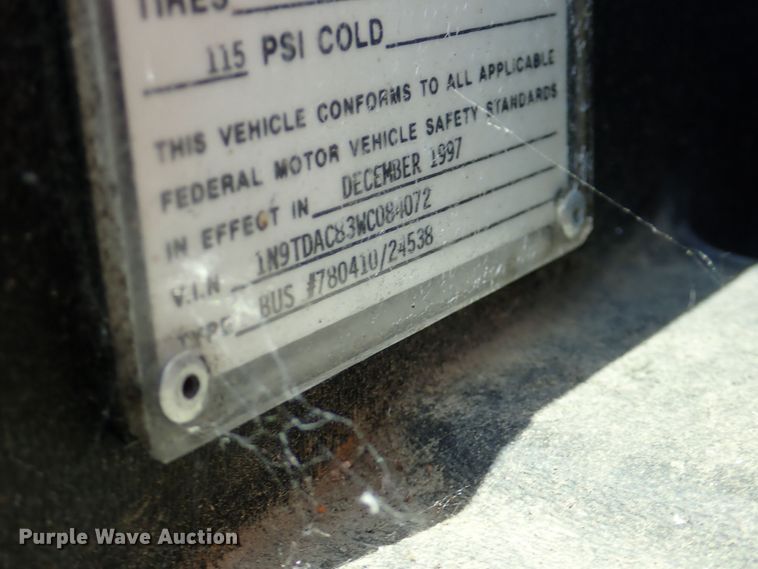 TIRES
115 PSI COLD
THIS VEHICLE CONFORMS TO ALL APPLICABLE
FEDERAL MOTOR VEHICLE SAFETY STANDARDS
IN EFFECT IN DECEMBER 1997
V.I.N 1N9TDAC83WC084072
TYPE BUS #780410/24538
Purple Wave Auction